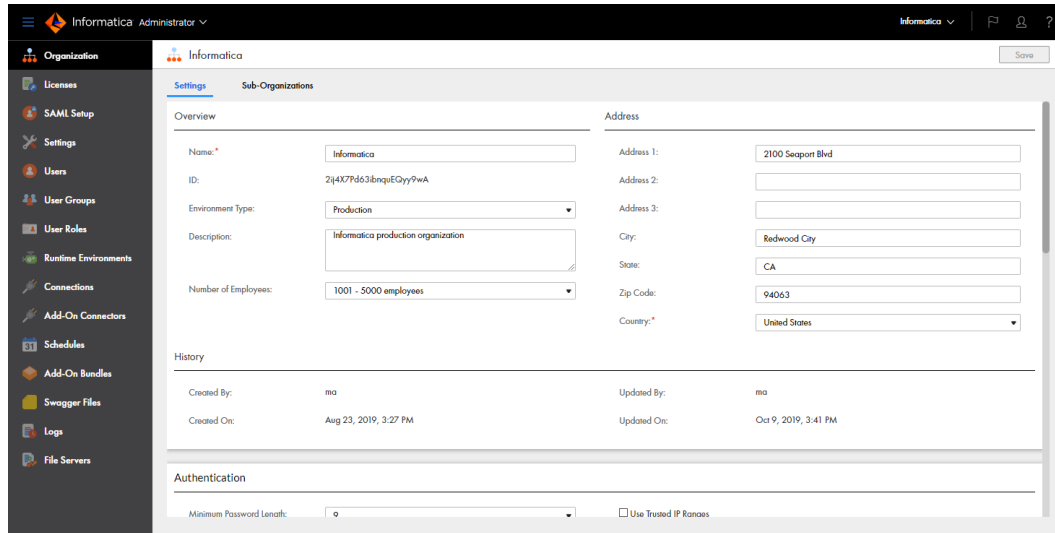 Informatica Administrator
Informatica
?
Organization
Licenses
SAML Setup
Settings
Users
User Groups
User Roles
Runtime Environments
Connections
Add-On Connectors
31 Schedules
Add-On Bundles
Swagger Files
Logs
File Servers
Informatica
Save
Settings Sub-Organizations
Overview
Name:* Informatica
ID: 2ij4X7Pd63ibnquEQyy9wA
Environment Type: Production
Description: Informatica production organization
Number of Employees: 1001 - 5000 employees
Address
Address 1: 2100 Seaport Blvd
Address 2:
Address 3:
City: Redwood City
State: CA
Zip Code: 94063
Country:* United States
History
Created By: ma
Created On: Aug 23, 2019, 3:27 PM
Updated By: ma
Updated On: Oct 9, 2019, 3:41 PM
Authentication
Minimum Password Length: 9
Use Trusted IP Ranges